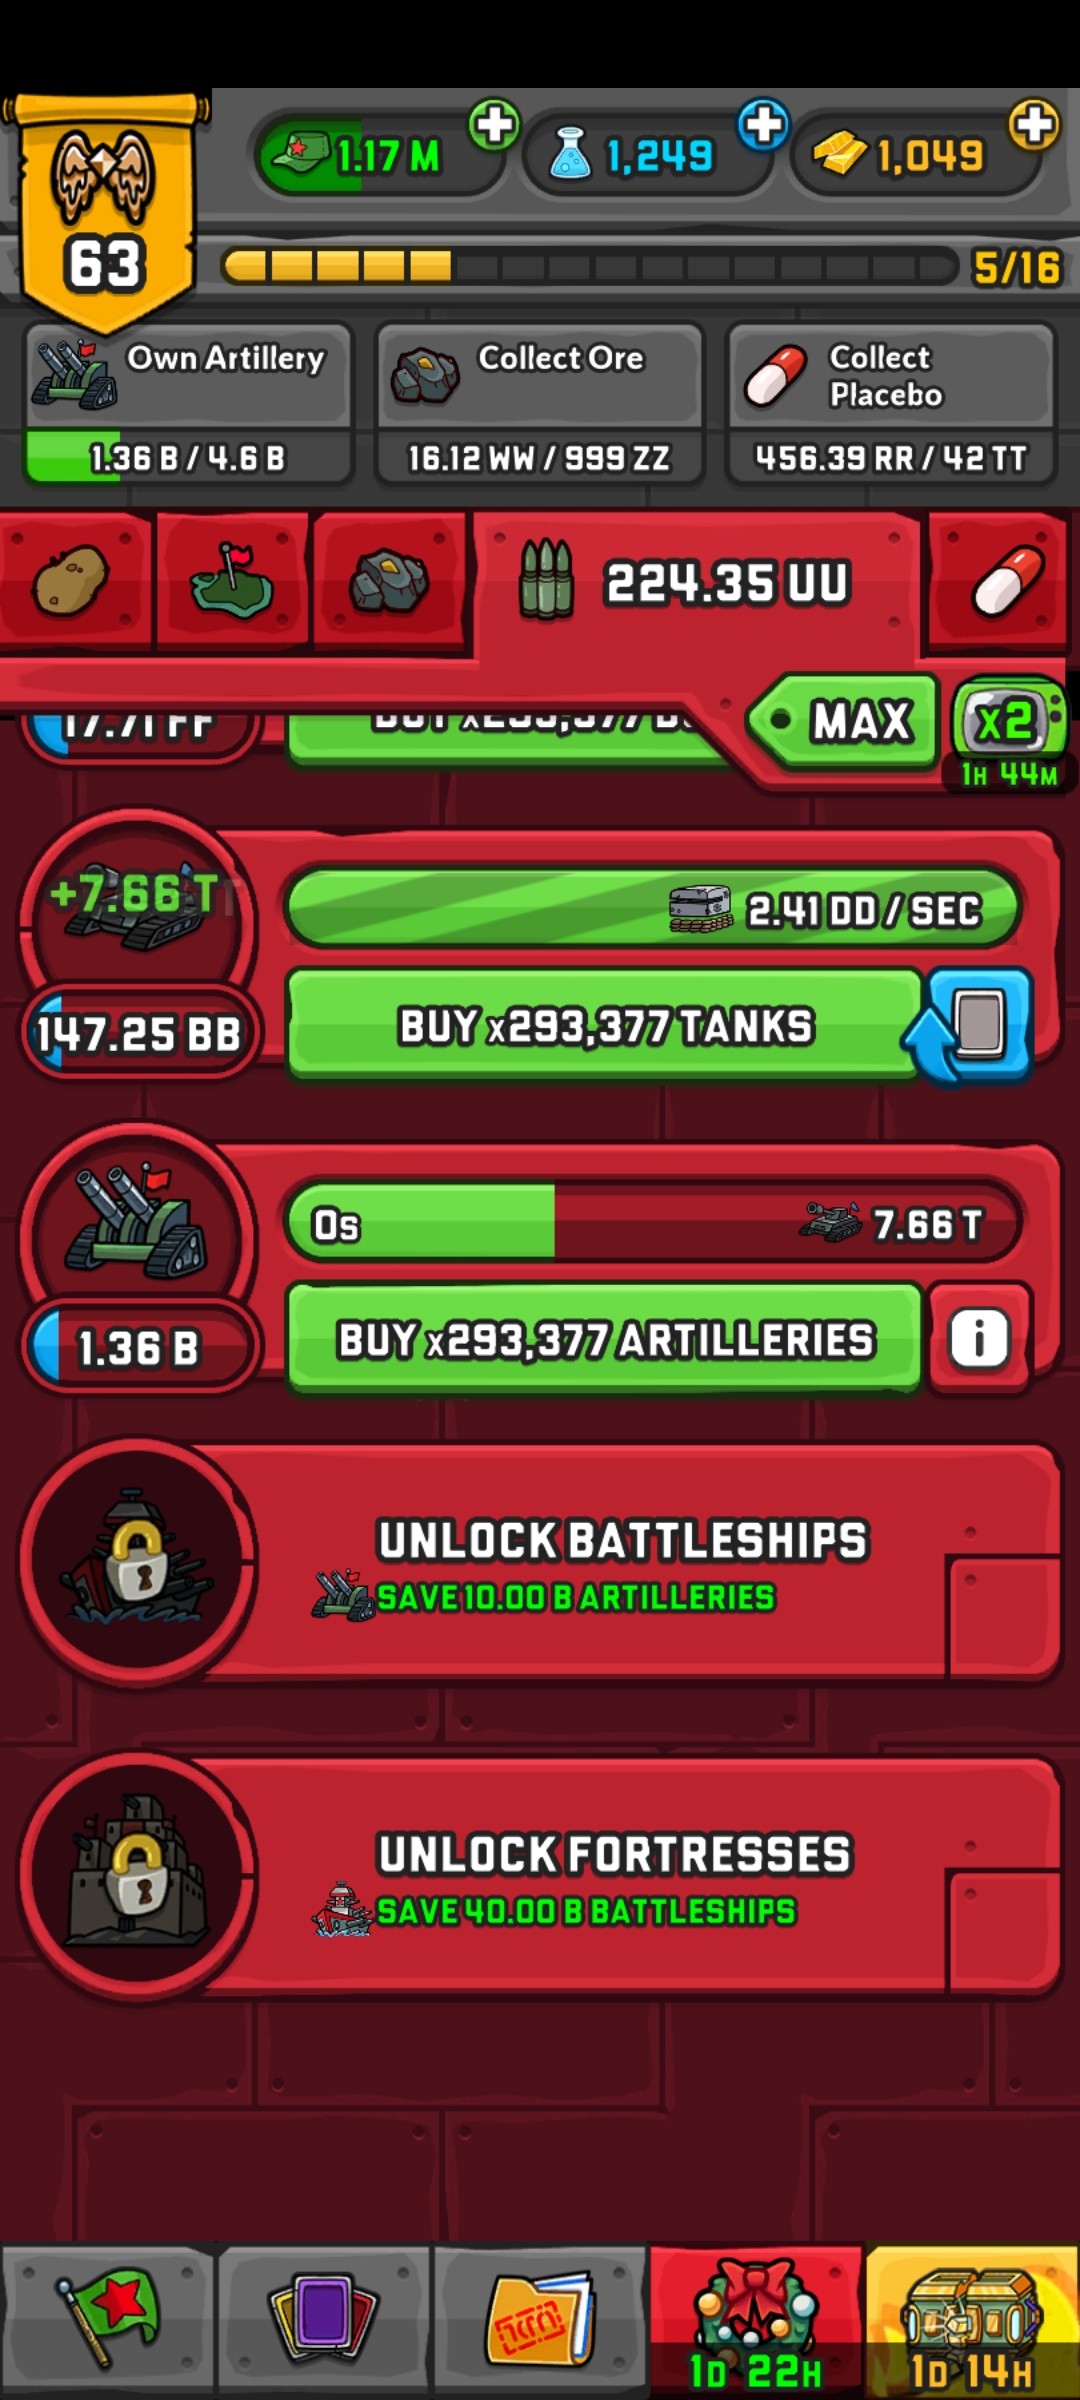 1.17 M
1,249
1,049
63
5/16
Own Artillery
1.36 B / 4.6 B
Collect Ore
16.12 WW / 999 ZZ
Collect
Placebo
456.39 RR / 42 TT
224.35 UU
MAX
x2
1H 44M
17.71 FF
BUY x293,377
+7.66 T
2.41 DD / SEC
147.25 BB
BUY x293,377 TANKS
0s
7.66 T
1.36 B
BUY x293,377 ARTILLERIES
i
UNLOCK BATTLESHIPS
SAVE 10.00 B ARTILLERIES
UNLOCK FORTRESSES
SAVE 40.00 B BATTLESHIPS
1D 22H
1D 14H